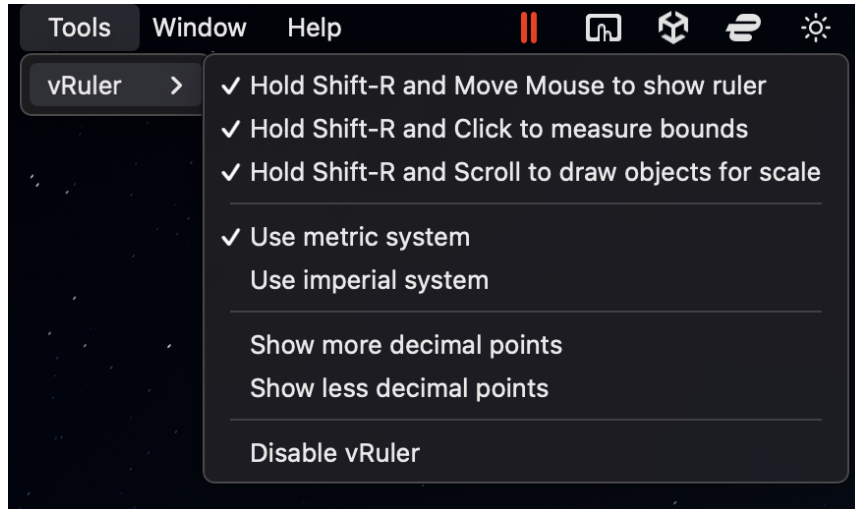 Tools Window Help
vRuler
✓ Hold Shift-R and Move Mouse to show ruler
✓ Hold Shift-R and Click to measure bounds
✓ Hold Shift-R and Scroll to draw objects for scale
✓ Use metric system
Use imperial system
Show more decimal points
Show less decimal points
Disable vRuler